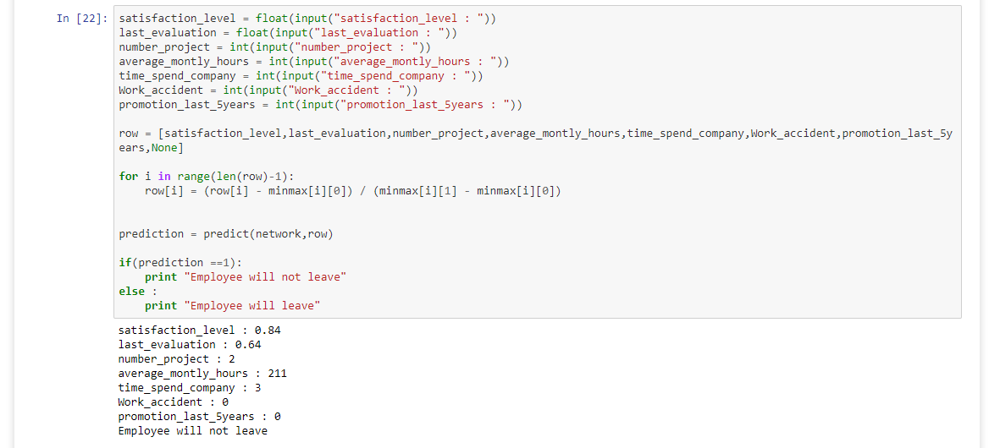 In [22]: satisfaction_level = float(input("satisfaction_level : "))
last_evaluation = float(input("last_evaluation : "))
number_project = int(input("number_project : "))
average_montly_hours = int(input("average_montly_hours : "))
time_spend_company = int(input("time_spend_company : "))
Work_accident = int(input("Work_accident : "))
promotion_last_5years = int(input("promotion_last_5years : "))

row = [satisfaction_level,last_evaluation,number_project,average_montly_hours,time_spend_company,Work_accident,promotion_last_5y
ears,None]

for i in range(len(row)-1):
    row[i] = (row[i] - minmax[i][0]) / (minmax[i][1] - minmax[i][0])


prediction = predict(network,row)

if(prediction ==1):
    print "Employee will not leave"
else :
    print "Employee will leave"
satisfaction_level : 0.84
last_evaluation : 0.64
number_project : 2
average_montly_hours : 211
time_spend_company : 3
Work_accident : 0
promotion_last_5years : 0
Employee will not leave